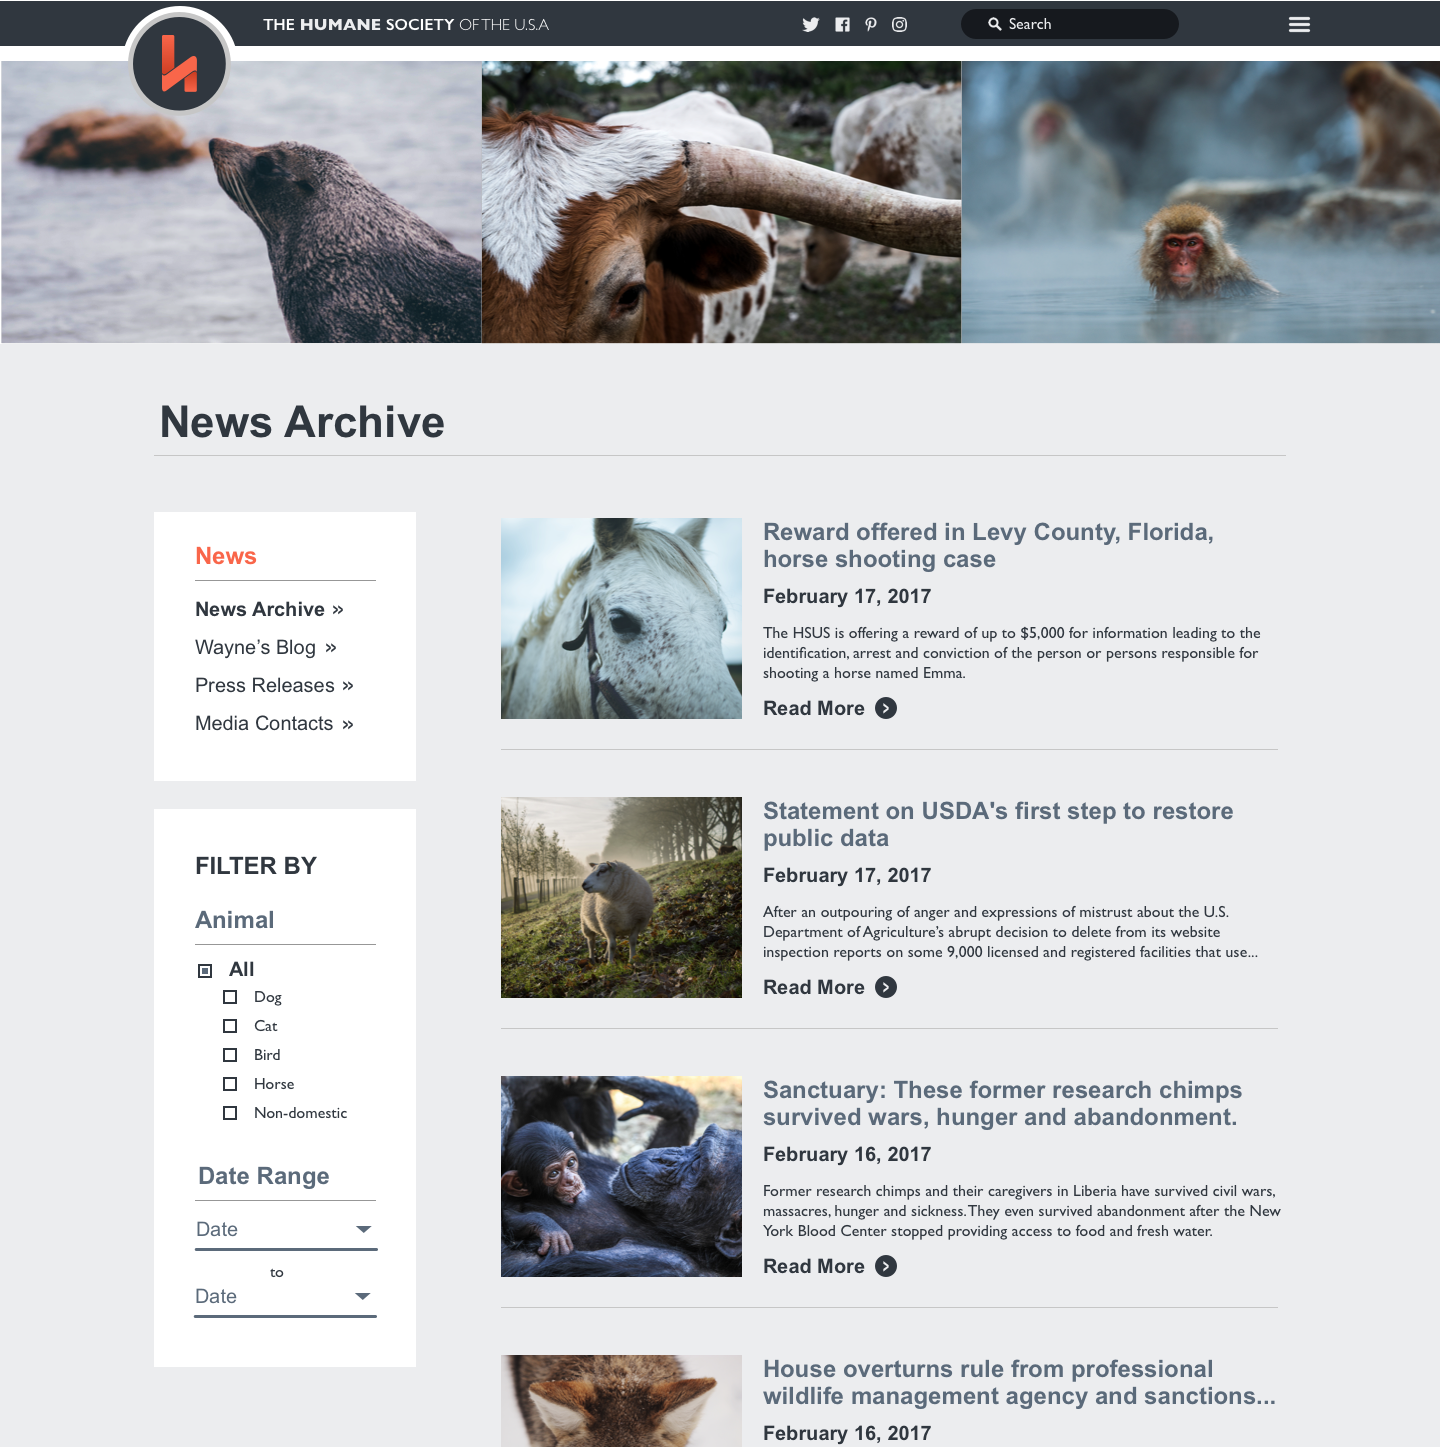 THE HUMANE SOCIETY OF THE U.S.A
Search
News Archive
News
News Archive »
Wayne’s Blog »
Press Releases »
Media Contacts »
FILTER BY
Animal
All
Dog
Cat
Bird
Horse
Non-domestic
Date Range
Date
to
Date
Reward offered in Levy County, Florida,
horse shooting case
February 17, 2017
The HSUS is offering a reward of up to $5,000 for information leading to the
identification, arrest and conviction of the person or persons responsible for
shooting a horse named Emma.
Read More
Statement on USDA's first step to restore
public data
February 17, 2017
After an outpouring of anger and expressions of mistrust about the U.S.
Department of Agriculture’s abrupt decision to delete from its website
inspection reports on some 9,000 licensed and registered facilities that use...
Read More
Sanctuary: These former research chimps
survived wars, hunger and abandonment.
February 16, 2017
Former research chimps and their caregivers in Liberia have survived civil wars,
massacres, hunger and sickness. They even survived abandonment after the New
York Blood Center stopped providing access to food and fresh water.
Read More
House overturns rule from professional
wildlife management agency and sanctions...
February 16, 2017